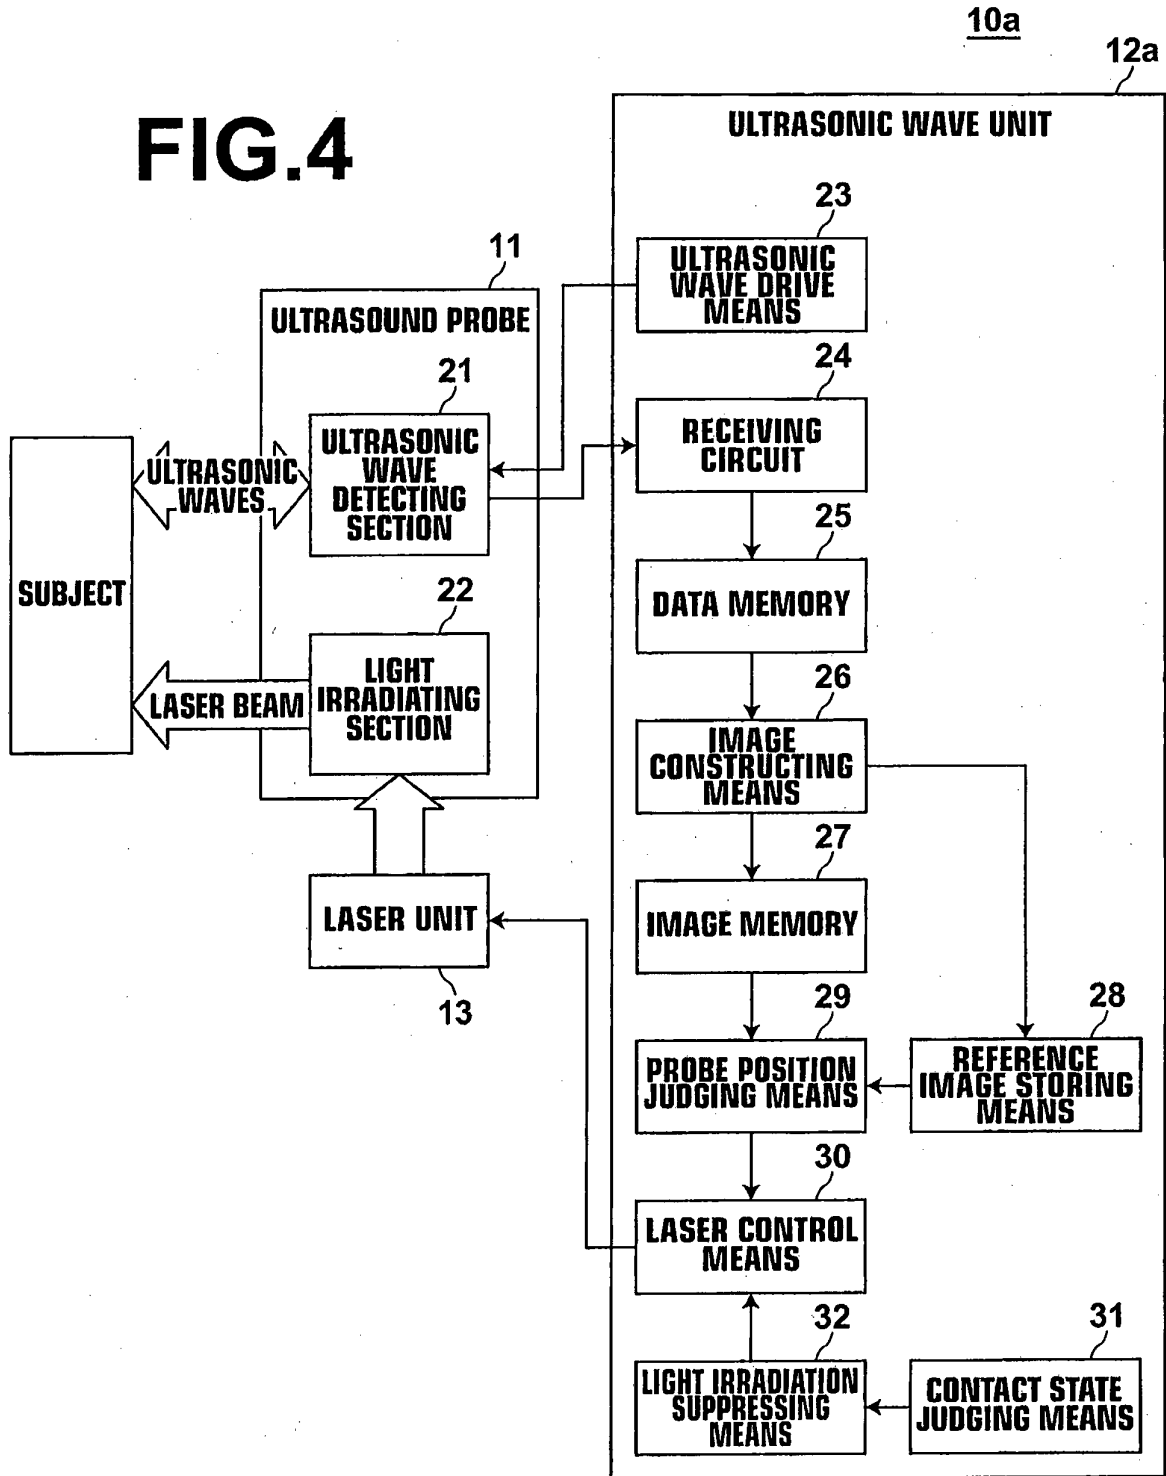 10a
12a
FIG.4
ULTRASONIC WAVE UNIT
23
ULTRASONIC
WAVE DRIVE
MEANS
11
ULTRASOUND PROBE
24
RECEIVING
CIRCUIT
21
ULTRASONIC
WAVE
DETECTING
SECTION
ULTRASONIC
WAVES
SUBJECT
25
DATA MEMORY
22
LIGHT
IRRADIATING
SECTION
LASER BEAM
26
IMAGE
CONSTRUCTING
MEANS
27
IMAGE MEMORY
LASER UNIT
13
29
PROBE POSITION
JUDGING MEANS
28
REFERENCE
IMAGE STORING
MEANS
30
LASER CONTROL
MEANS
32
LIGHT IRRADIATION
SUPPRESSING
MEANS
31
CONTACT STATE
JUDGING MEANS